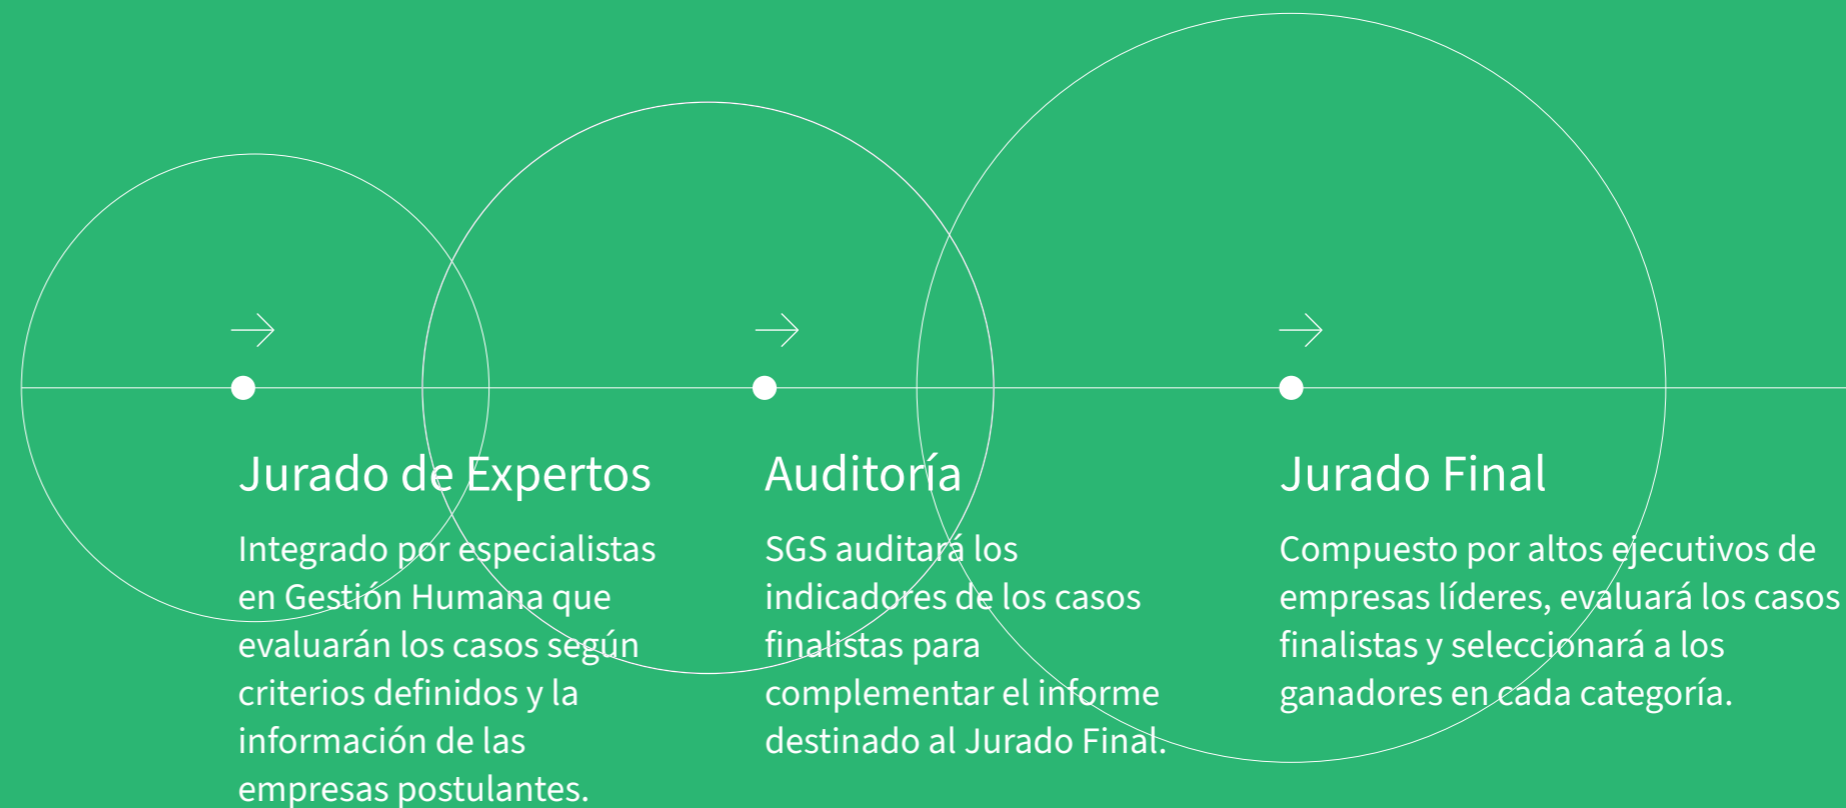 Jurado de Expertos
Integrado por especialistas
en Gestión Humana que
evaluarán los casos según
criterios definidos y la
información de las
empresas postulantes.
Auditoría
SGS auditará los
indicadores de los casos
finalistas para
complementar el informe
destinado al Jurado Final.
Jurado Final
Compuesto por altos ejecutivos de
empresas líderes, evaluará los casos
finalistas y seleccionará a los
ganadores en cada categoría.